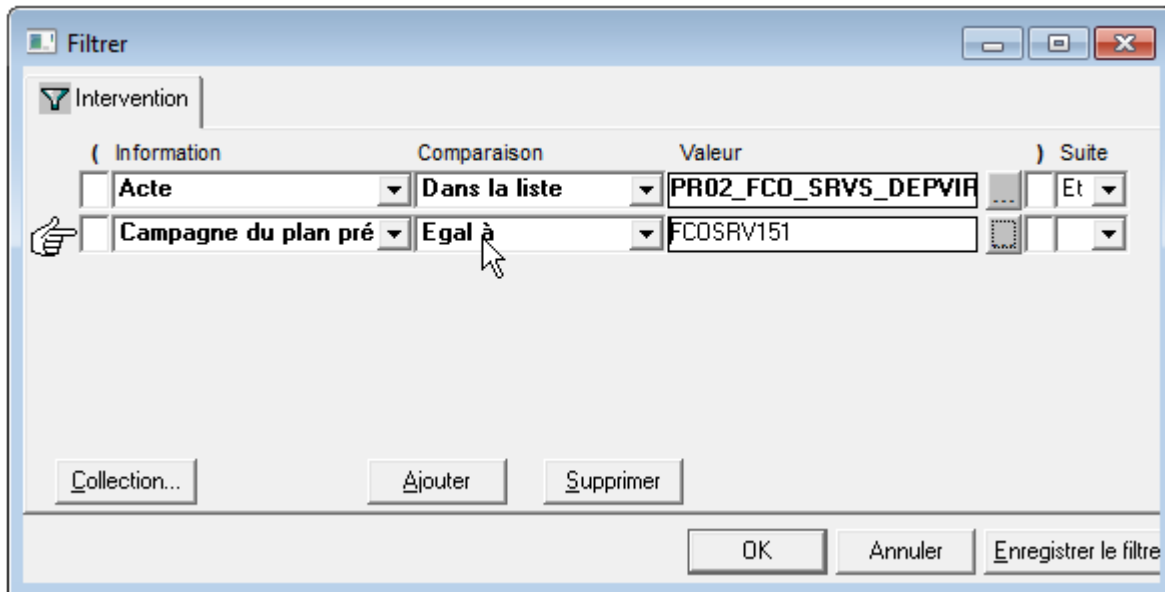 Filtrer
Intervention
( Information Comparaison Valeur ) Suite
Acte Dans la liste PR02_FCO_SRVS_DEPVIR ... Et
Campagne du plan pré Egal à FCOSRV151 ...
Collection... Ajouter Supprimer
OK Annuler Enregistrer le filtre